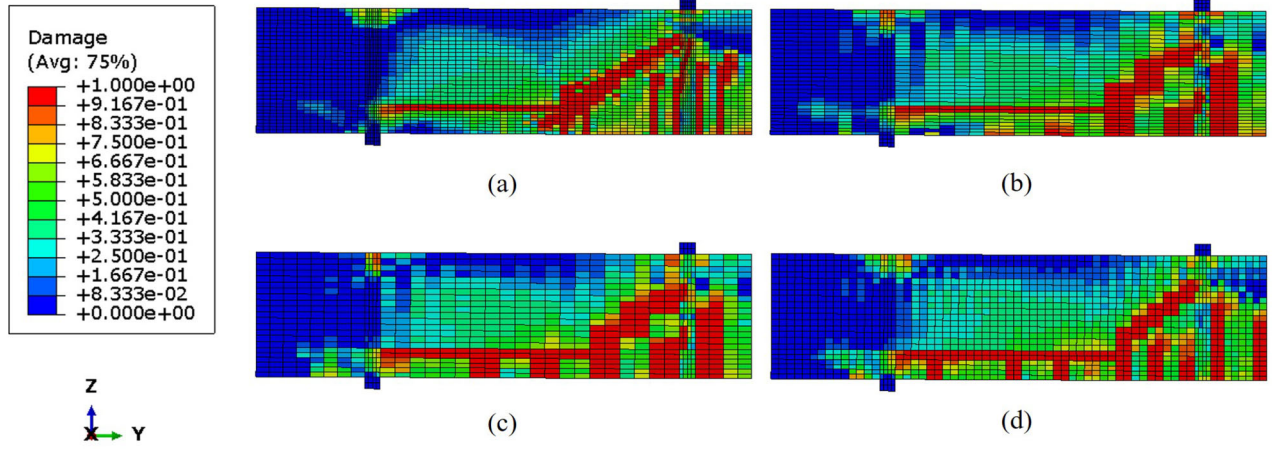 Damage
(Avg: 75%)
+1.000e+00
+9.167e-01
+8.333e-01
+7.500e-01
+6.667e-01
+5.833e-01
+5.000e-01
+4.167e-01
+3.333e-01
+2.500e-01
+1.667e-01
+8.333e-02
+0.000e+00
(a)
(b)
Z
X
Y
(c)
(d)